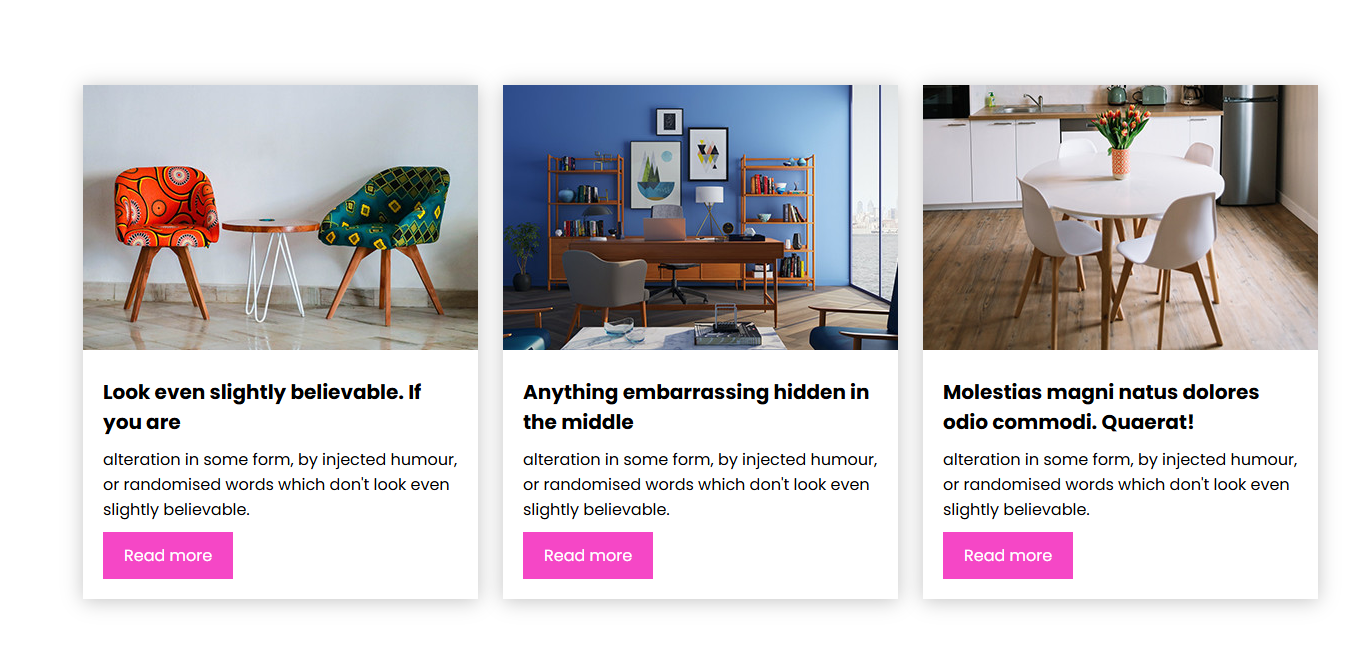 Look even slightly believable. If
you are
alteration in some form, by injected humour,
or randomised words which don't look even
slightly believable.
Read more
Anything embarrassing hidden in
the middle
alteration in some form, by injected humour,
or randomised words which don't look even
slightly believable.
Read more
Molestias magni natus dolores
odio commodi. Quaerat!
alteration in some form, by injected humour,
or randomised words which don't look even
slightly believable.
Read more